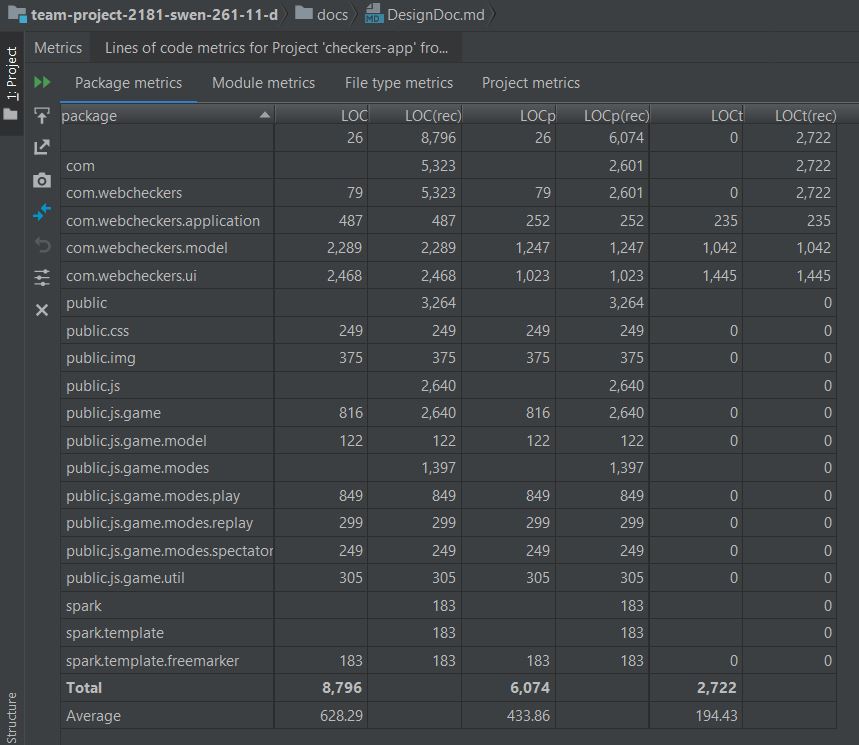 team-project-2181-swen-261-11-d docs MD DesignDoc.md
Metrics Lines of code metrics for Project 'checkers-app' fro...
1: Project
Package metrics Module metrics File type metrics Project metrics
package LOC LOC(rec) LOCp LOCp(rec) LOCt LOCt(rec)
26 8,796 26 6,074 0 2,722
com 5,323 2,601 2,722
com.webcheckers 79 5,323 79 2,601 0 2,722
com.webcheckers.application 487 487 252 252 235 235
com.webcheckers.model 2,289 2,289 1,247 1,247 1,042 1,042
com.webcheckers.ui 2,468 2,468 1,023 1,023 1,445 1,445
public 3,264 3,264 0
public.css 249 249 249 249 0 0
public.img 375 375 375 375 0 0
public.js 2,640 2,640 0
public.js.game 816 2,640 816 2,640 0 0
public.js.game.model 122 122 122 122 0 0
public.js.game.modes 1,397 1,397 0
public.js.game.modes.play 849 849 849 849 0 0
public.js.game.modes.replay 299 299 299 299 0 0
public.js.game.modes.spectator 249 249 249 249 0 0
public.js.game.util 305 305 305 305 0 0
spark 183 183 0
spark.template 183 183 0
spark.template.freemarker 183 183 183 183 0 0
Total 8,796 6,074 2,722
Average 628.29 433.86 194.43
Structure